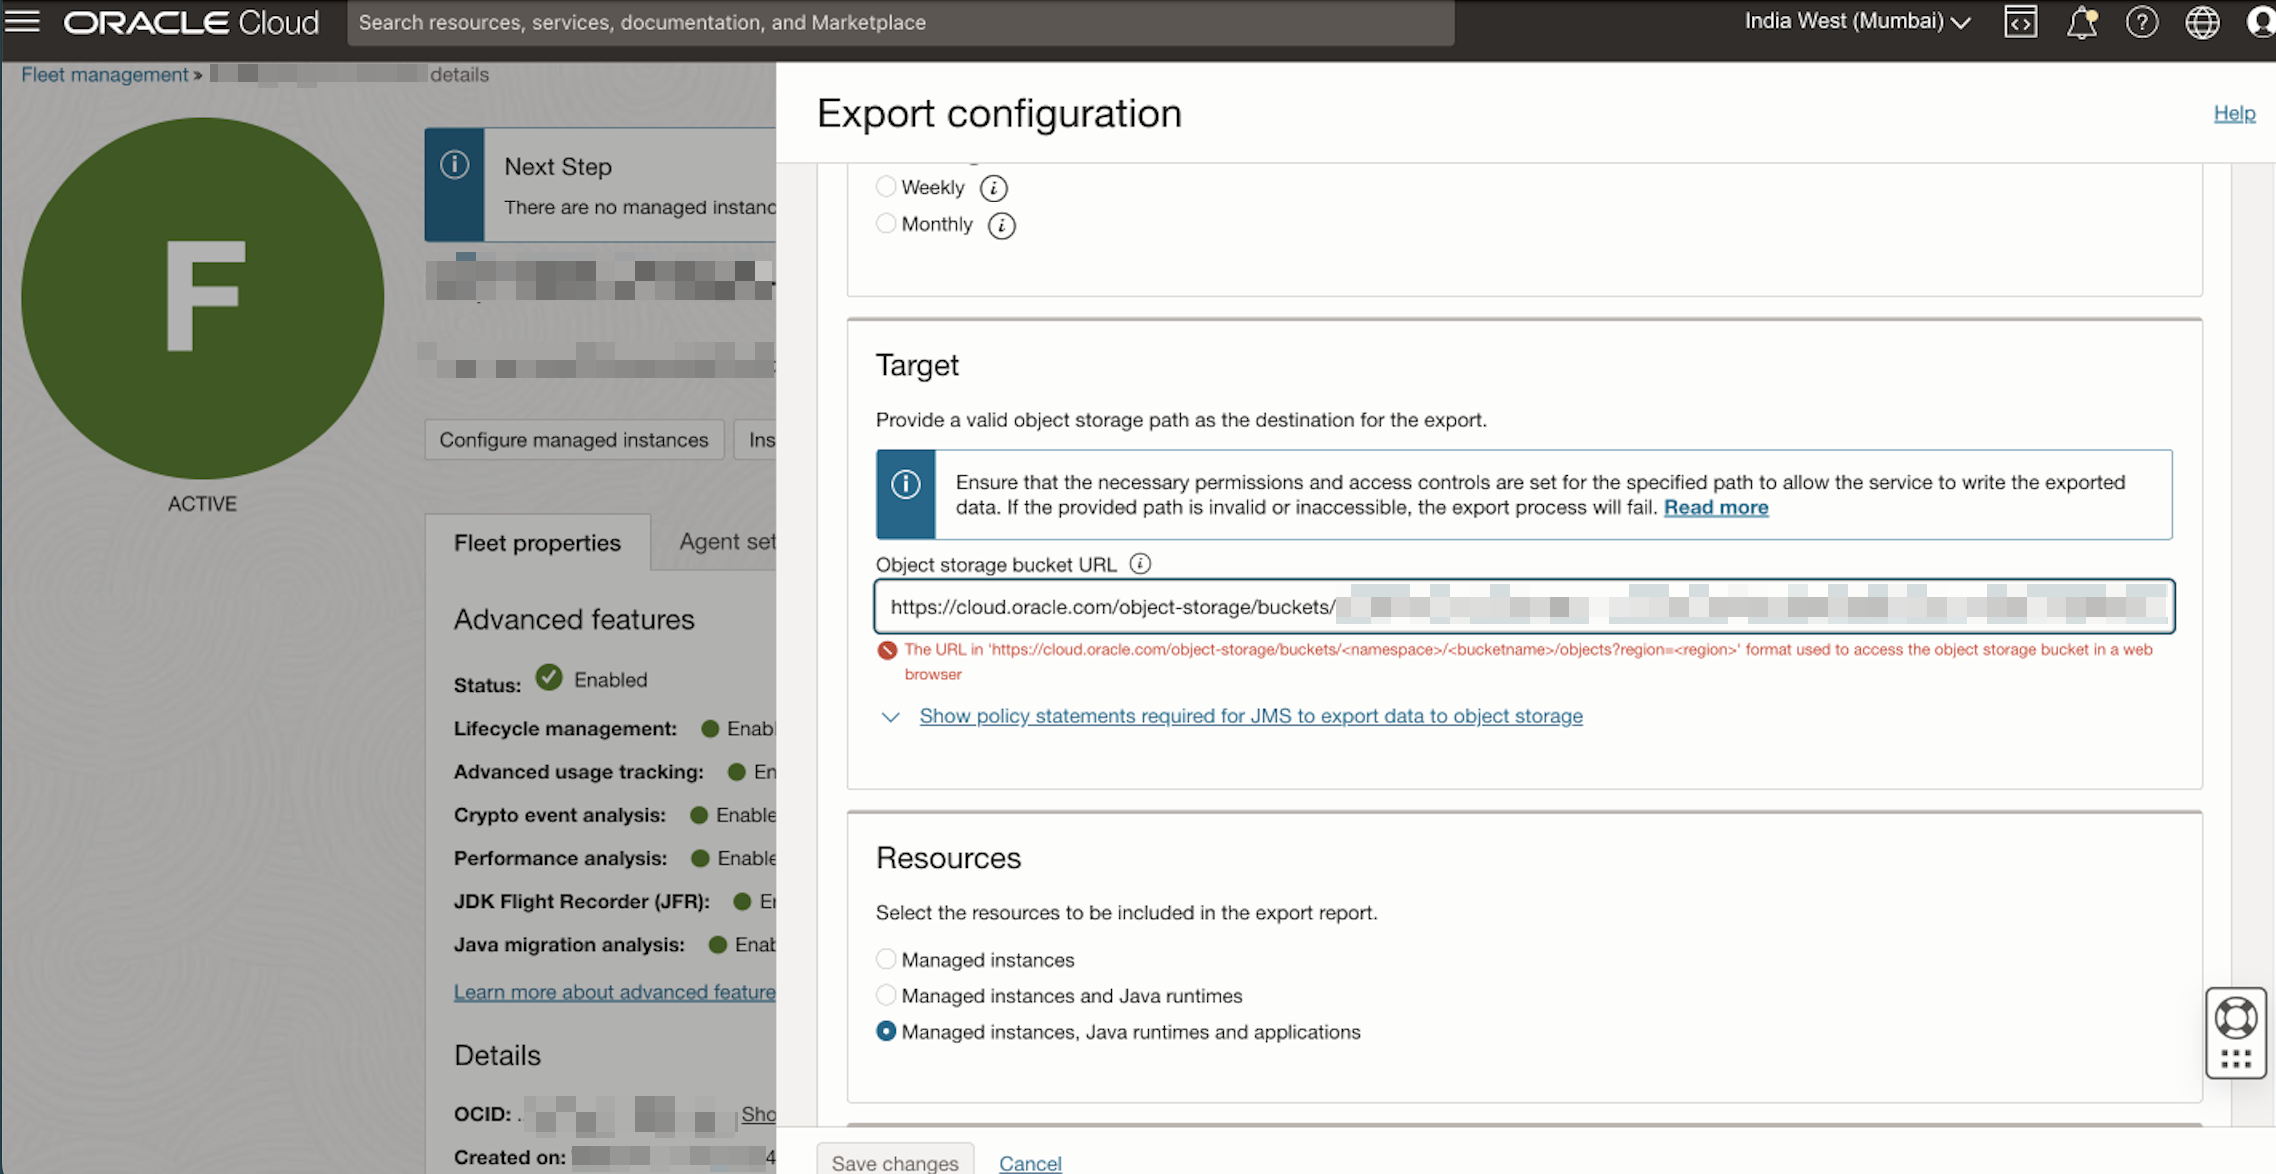 ORACLE Cloud
Search resources, services, documentation, and Marketplace
India West (Mumbai)
Fleet management »
details
F
ACTIVE
Next Step
There are no managed instanc
Configure managed instances
Ins
Fleet properties
Agent set
Advanced features
Status: Enabled
Lifecycle management: Enabl
Advanced usage tracking: En
Crypto event analysis: Enable
Performance analysis: Enable
JDK Flight Recorder (JFR): Er
Java migration analysis: Enat
Learn more about advanced feature
Details
OCID: . Sho
Created on: 4
Export configuration
Help
Weekly
Monthly
Target
Provide a valid object storage path as the destination for the export.
Ensure that the necessary permissions and access controls are set for the specified path to allow the service to write the exported
data. If the provided path is invalid or inaccessible, the export process will fail. Read more
Object storage bucket URL
https://cloud.oracle.com/object-storage/buckets/
The URL in 'https://cloud.oracle.com/object-storage/buckets/<namespace>/<bucketname>/objects?region=<region>' format used to access the object storage bucket in a web
browser
Show policy statements required for JMS to export data to object storage
Resources
Select the resources to be included in the export report.
Managed instances
Managed instances and Java runtimes
Managed instances, Java runtimes and applications
Save changes
Cancel